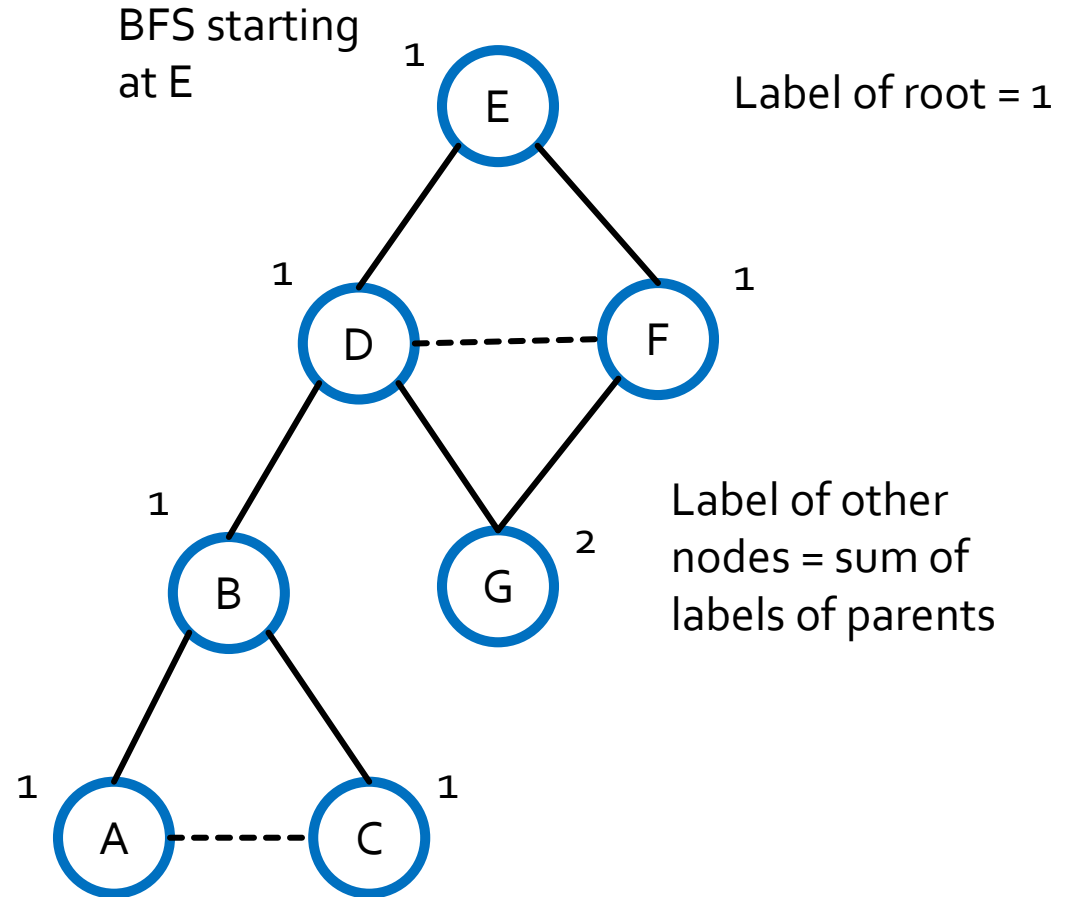 BFS starting
at E
1
E
Label of root = 1
1
D
1
F
1
B
G
2
Label of other
nodes = sum of
labels of parents
1
A
C
1